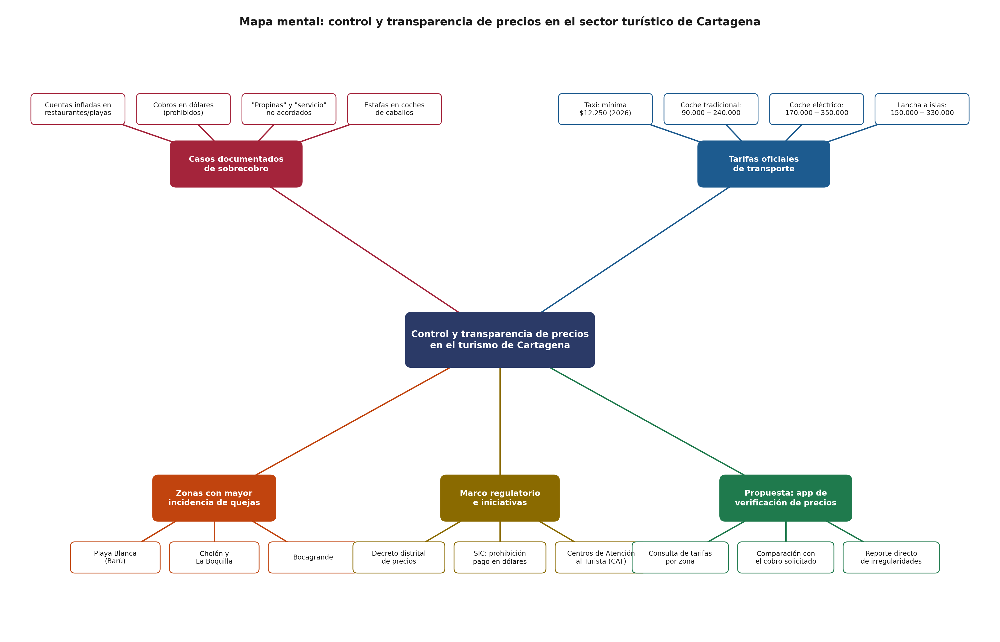 Mapa mental: control y transparencia de precios en el sector turístico de Cartagena
Cuentas infladas en
restaurantes/playas
Cobros en dólares
(prohibidos)
"Propinas" y "servicio"
no acordados
Estafas en coches
de caballos
Taxi: mínima
$12.250 (2026)
Coche tradicional:
90.000 − 240.000
Coche eléctrico:
170.000 − 350.000
Lancha a islas:
150.000 − 330.000
Casos documentados
de sobrecobro
Tarifas oficiales
de transporte
Control y transparencia de precios
en el turismo de Cartagena
Zonas con mayor
incidencia de quejas
Marco regulatorio
e iniciativas
Propuesta: app de
verificación de precios
Playa Blanca
(Barú)
Cholón y
La Boquilla
Bocagrande
Decreto distrital
de precios
SIC: prohibición
pago en dólares
Centros de Atención
al Turista (CAT)
Consulta de tarifas
por zona
Comparación con
el cobro solicitado
Reporte directo
de irregularidades